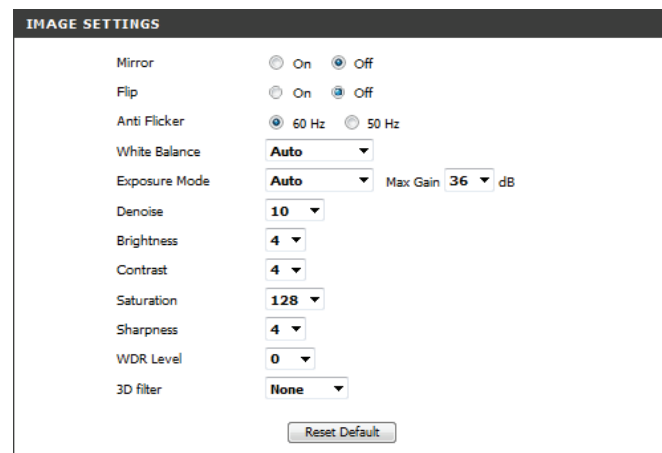 IMAGE SETTINGS
Mirror On Off
Flip On Off
Anti Flicker 60 Hz 50 Hz
White Balance Auto
Exposure Mode Auto Max Gain 36 dB
Denoise 10
Brightness 4
Contrast 4
Saturation 128
Sharpness 4
WDR Level 0
3D filter None
Reset Default